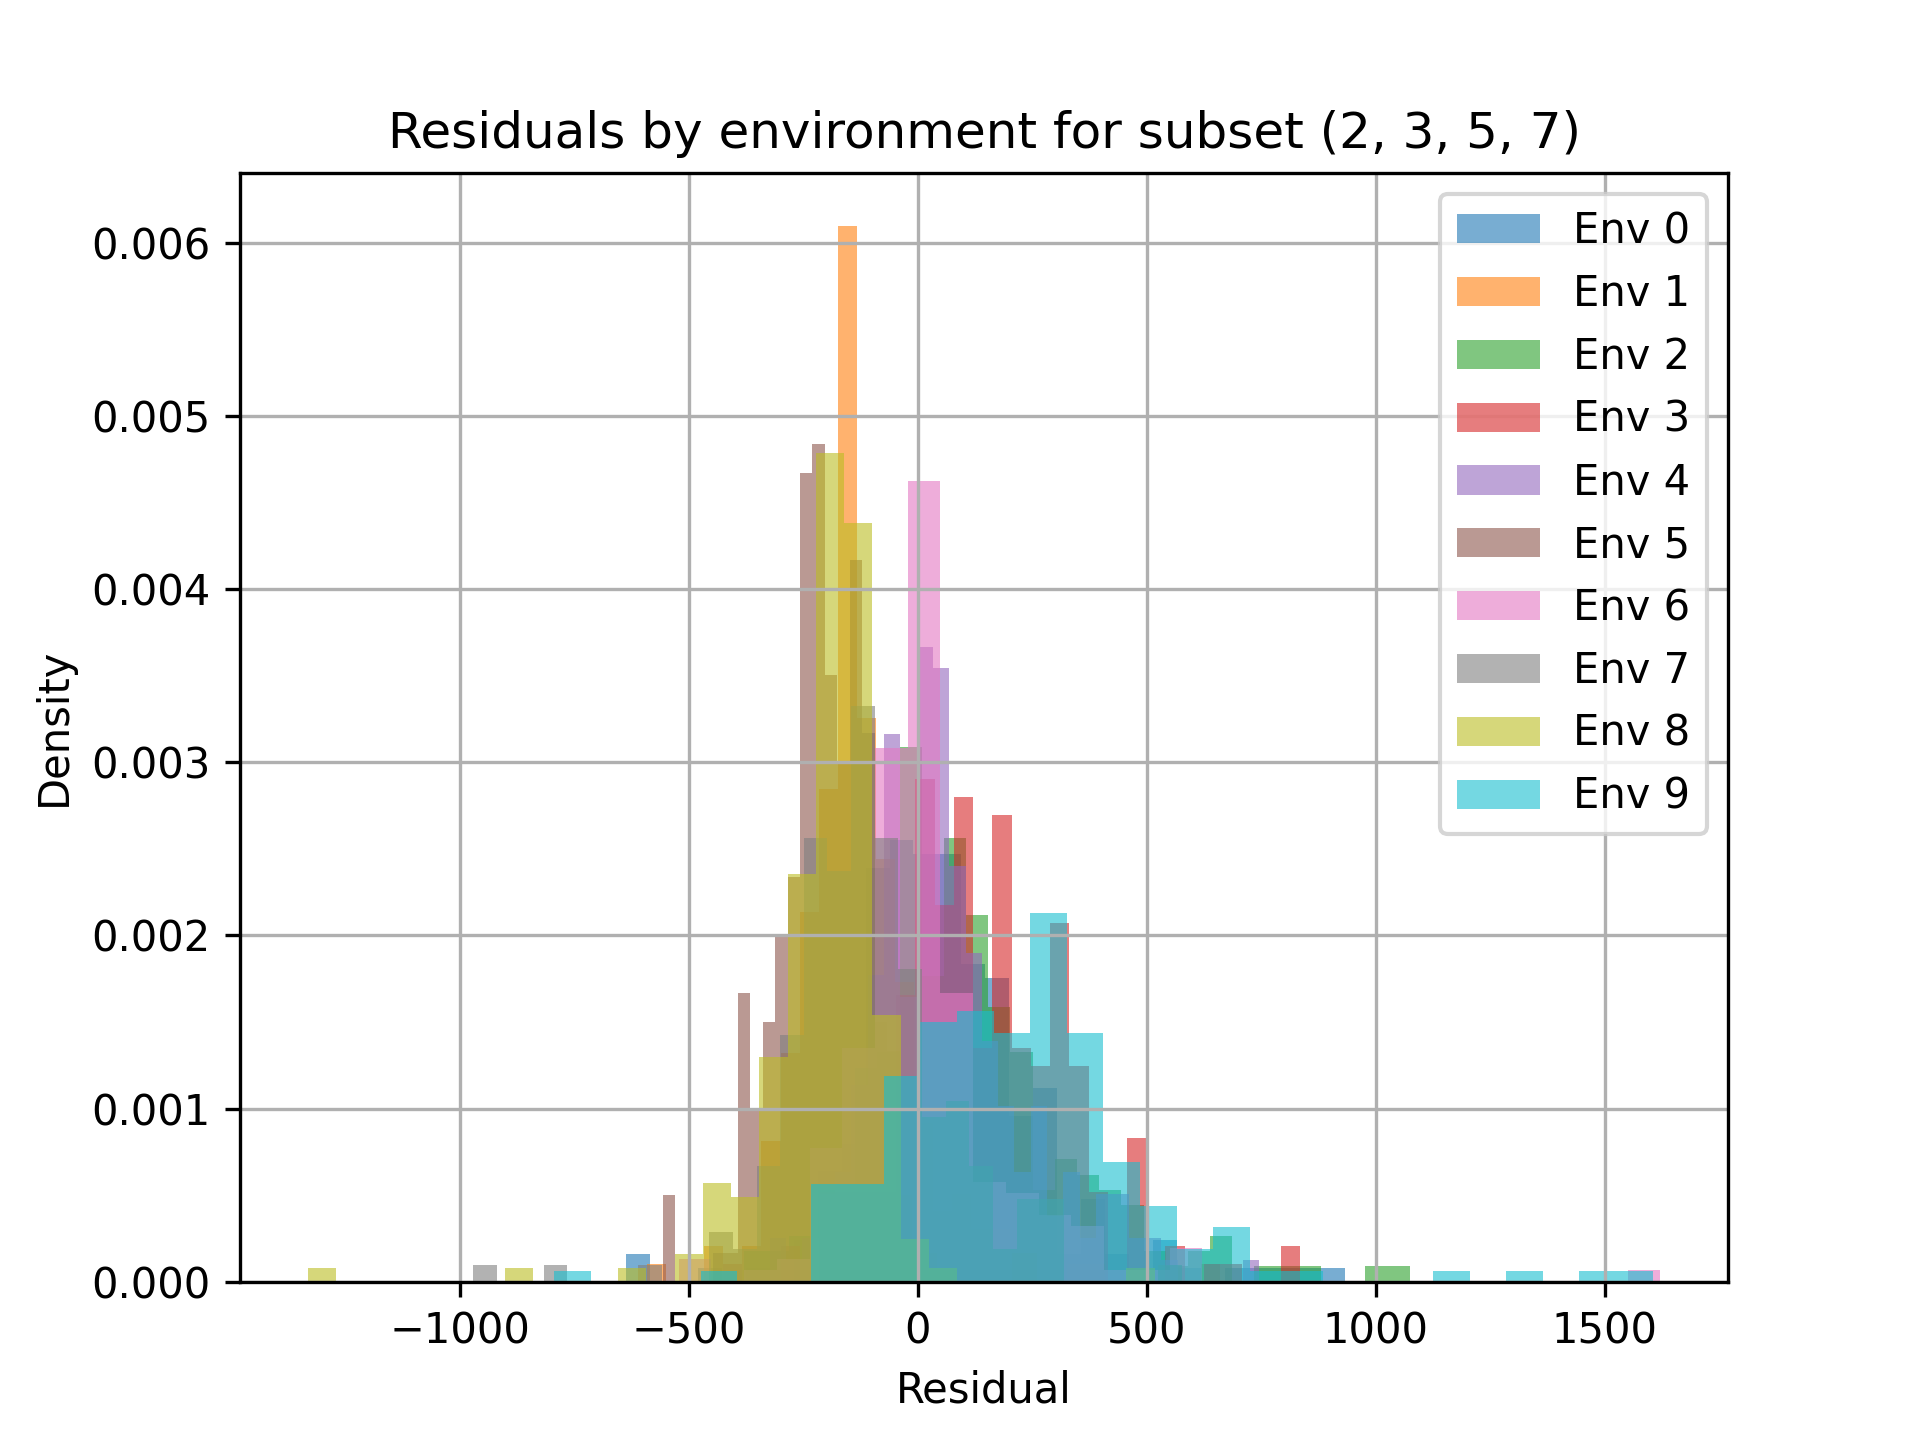 Residuals by environment for subset (2, 3, 5, 7)
Env 0
Env 1
Env 2
Env 3
Env 4
Env 5
Env 6
Env 7
Env 8
Env 9
0.006
0.005
0.004
0.003
0.002
0.001
0.000
Density
−1000 −500 0 500 1000 1500
Residual